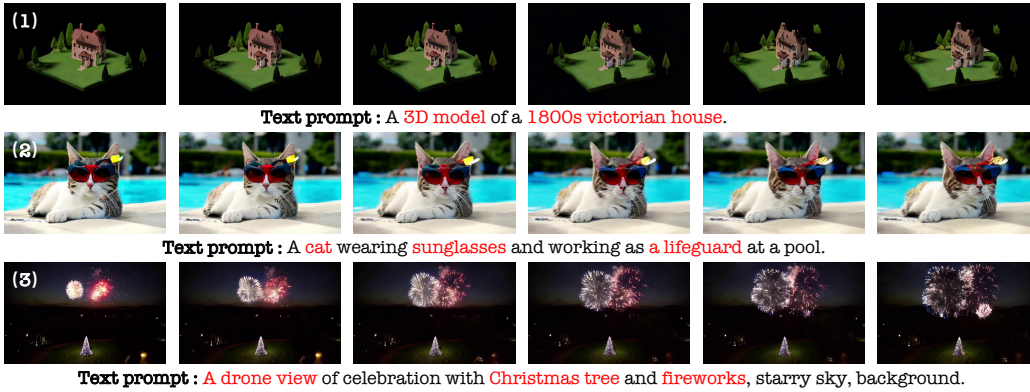 (1)
Text prompt : A 3D model of a 1800s victorian house.
(2)
Text prompt : A cat wearing sunglasses and working as a lifeguard at a pool.
(3)
Text prompt : A drone view of celebration with Christmas tree and fireworks, starry sky, background.